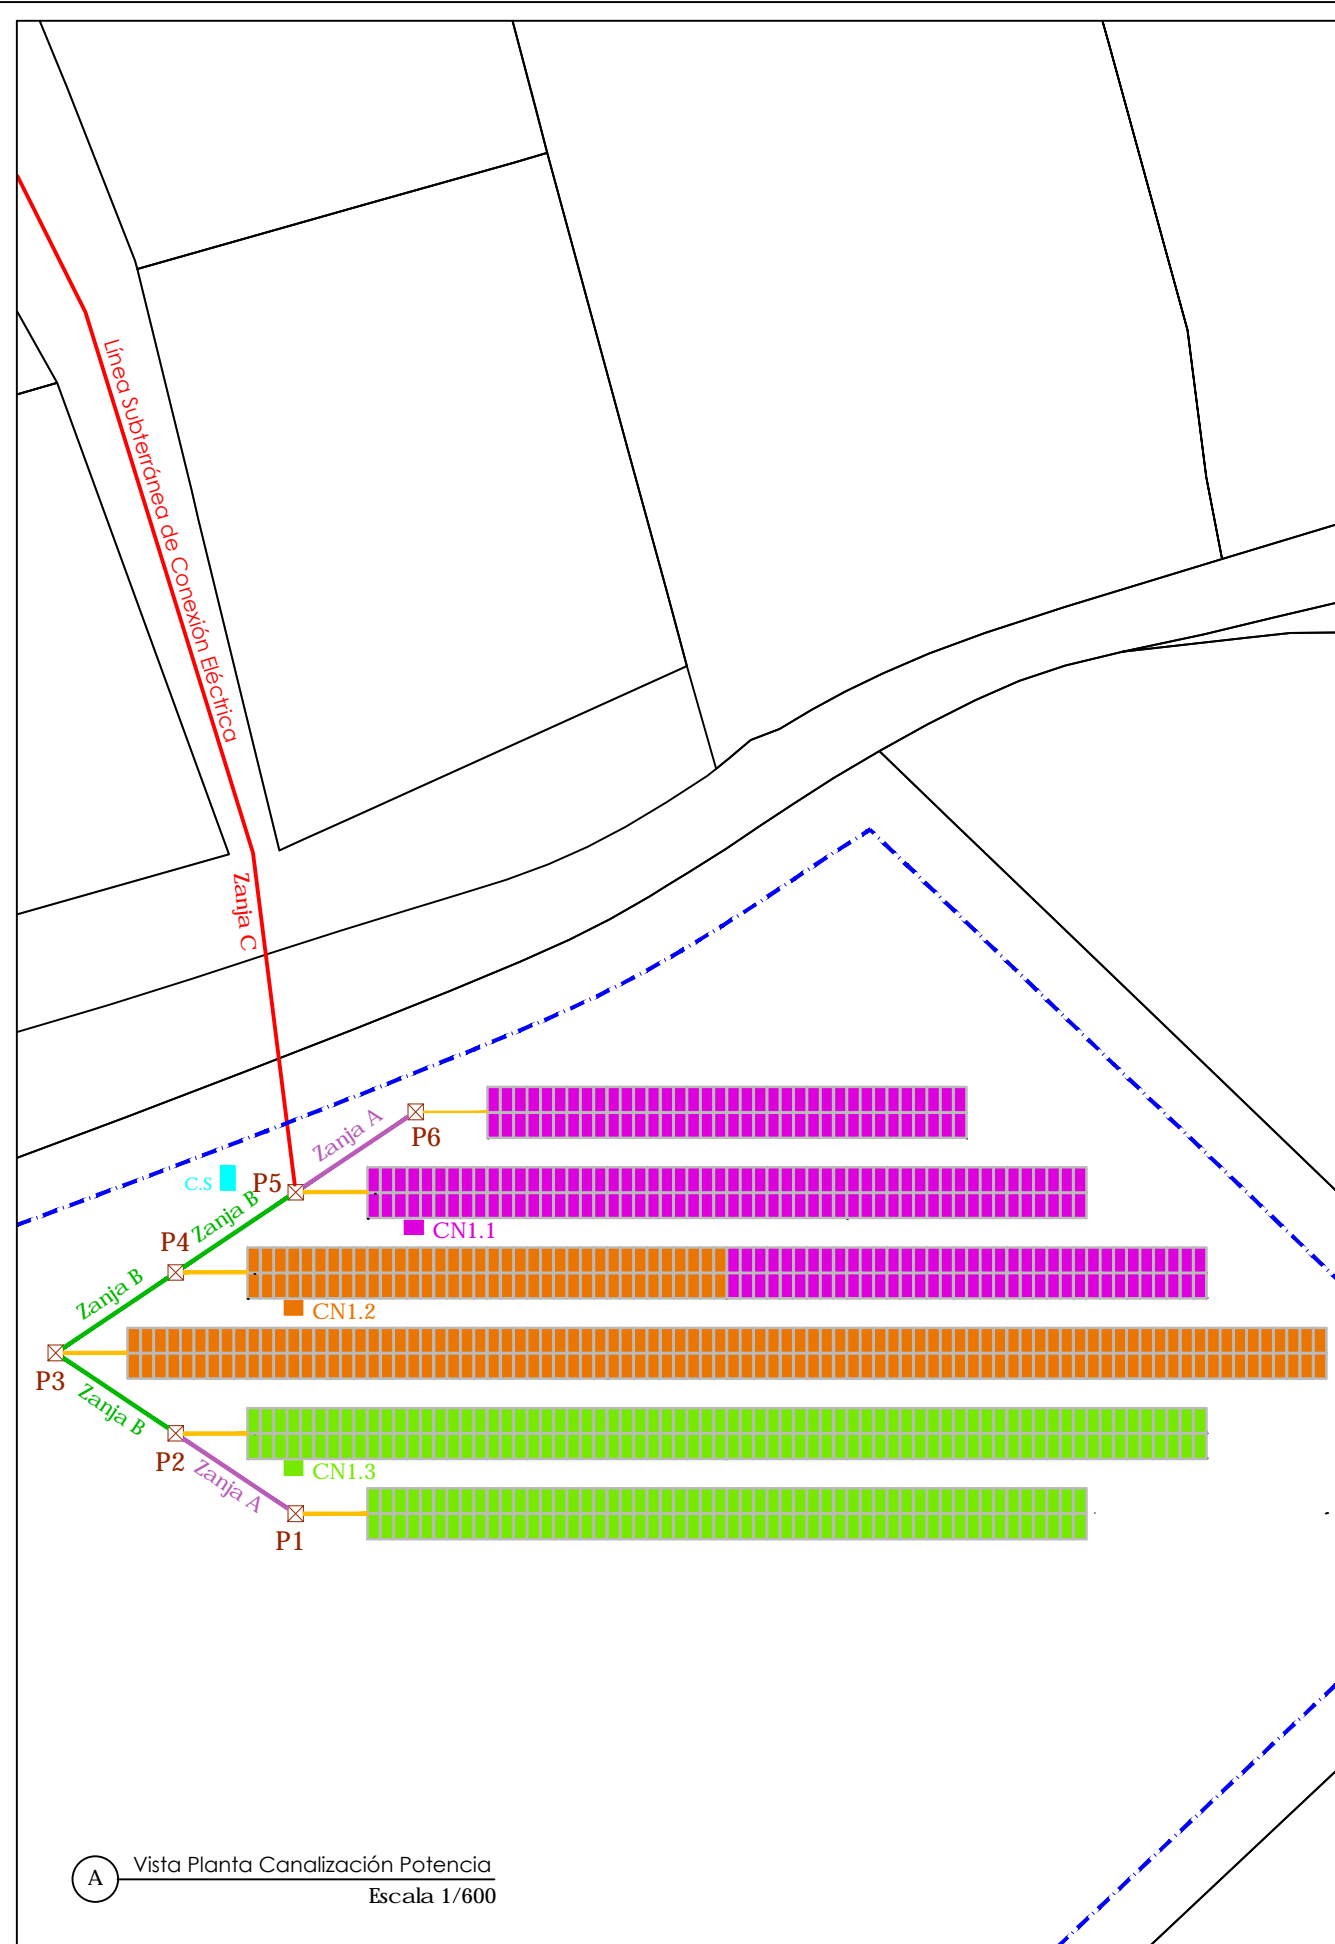 Línea Subterránea de Conexión Eléctrica
Zanja C
Zanja A
P6
C.S
P5
Zanja B
CN1.1
P4
Zanja B
CN1.2
P3
Zanja B
P2
CN1.3
Zanja A
P1
A
Vista Planta Canalización Potencia
Escala 1/600